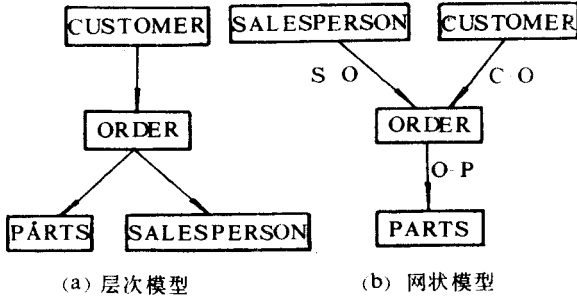 CUSTOMER
ORDER
PARTS
SALESPERSON
(a) 层次模型
SALESPERSON
CUSTOMER
S-O
C-O
ORDER
O-P
PARTS
(b) 网状模型